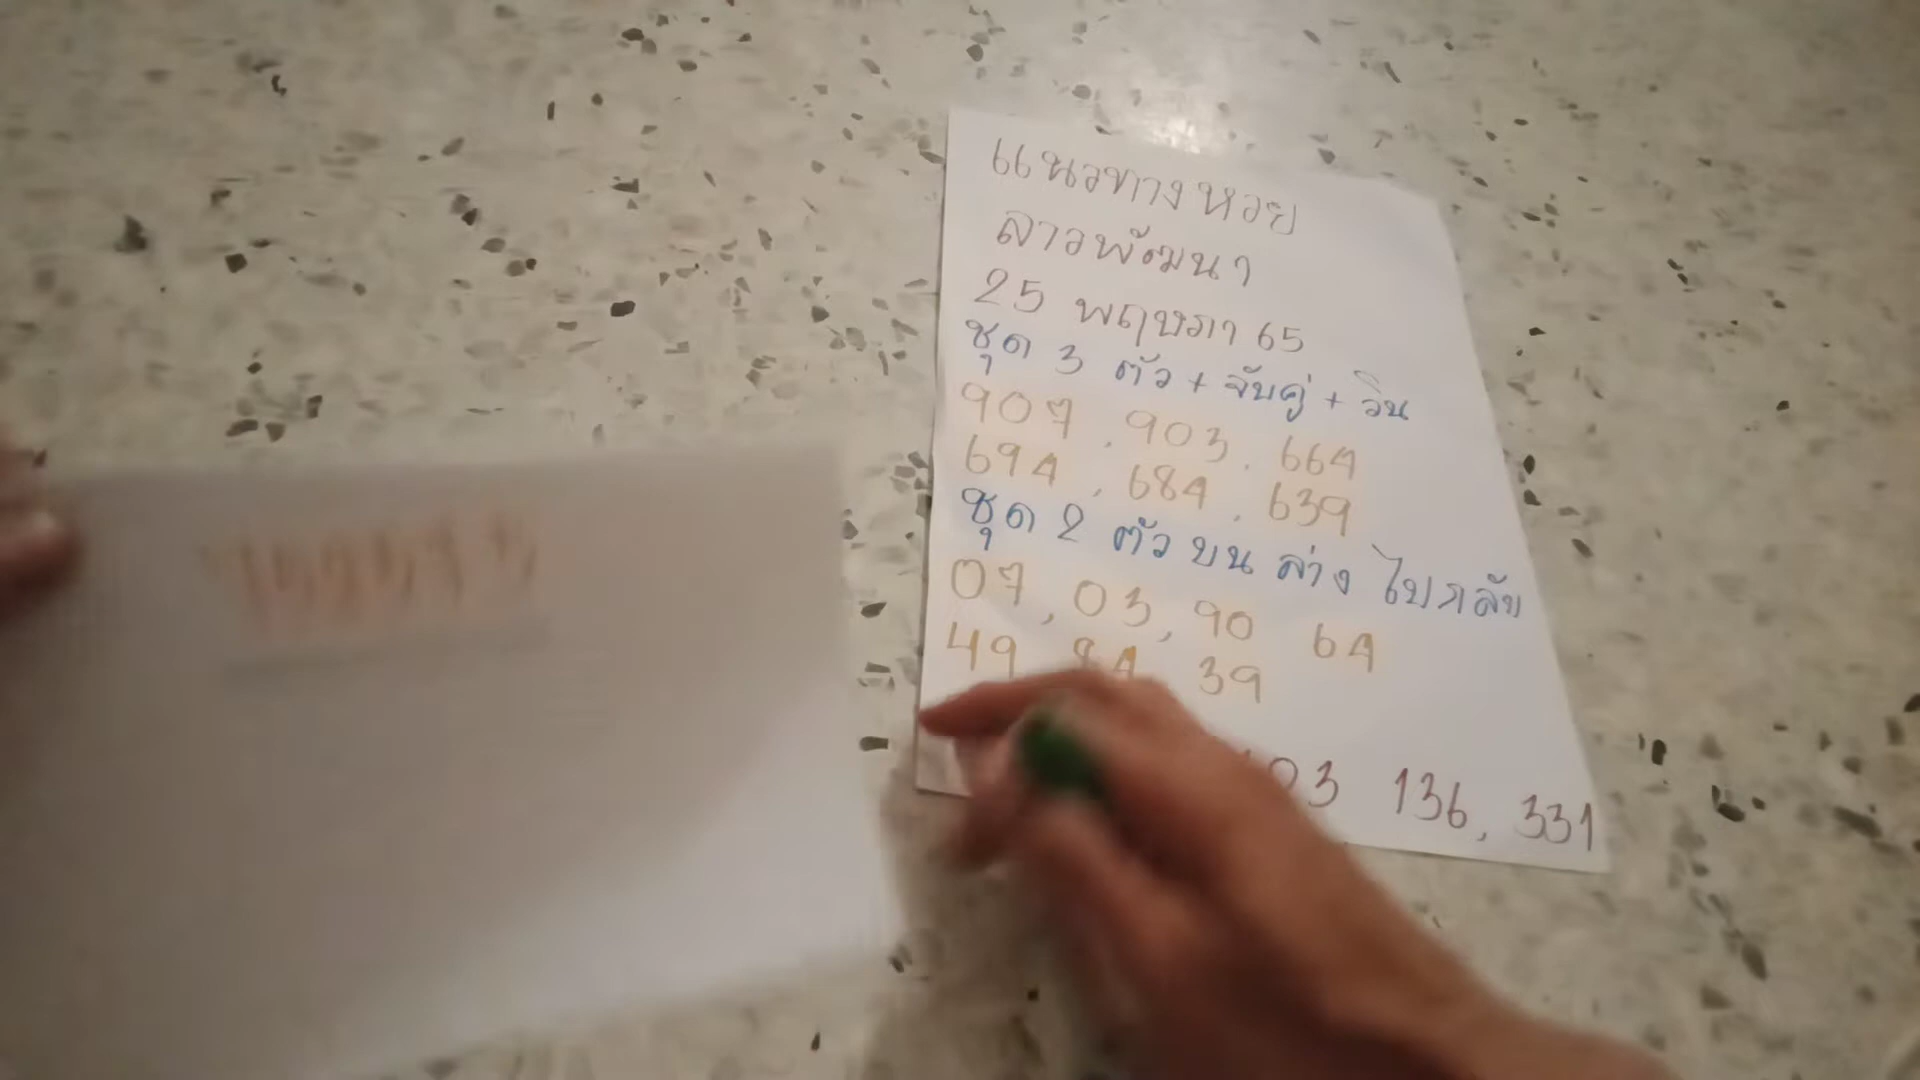 แนวทางหวย
ลาวพัฒนา
25 พฤษภา 65
ชุด 3 ตัว + จับคู่ + วิน
907 , 903 , 664
694 , 684 , 639
ชุด 2 ตัว บน ล่าง ไปกลับ
07 , 03 , 90 64
49 84 39
03 136 , 331